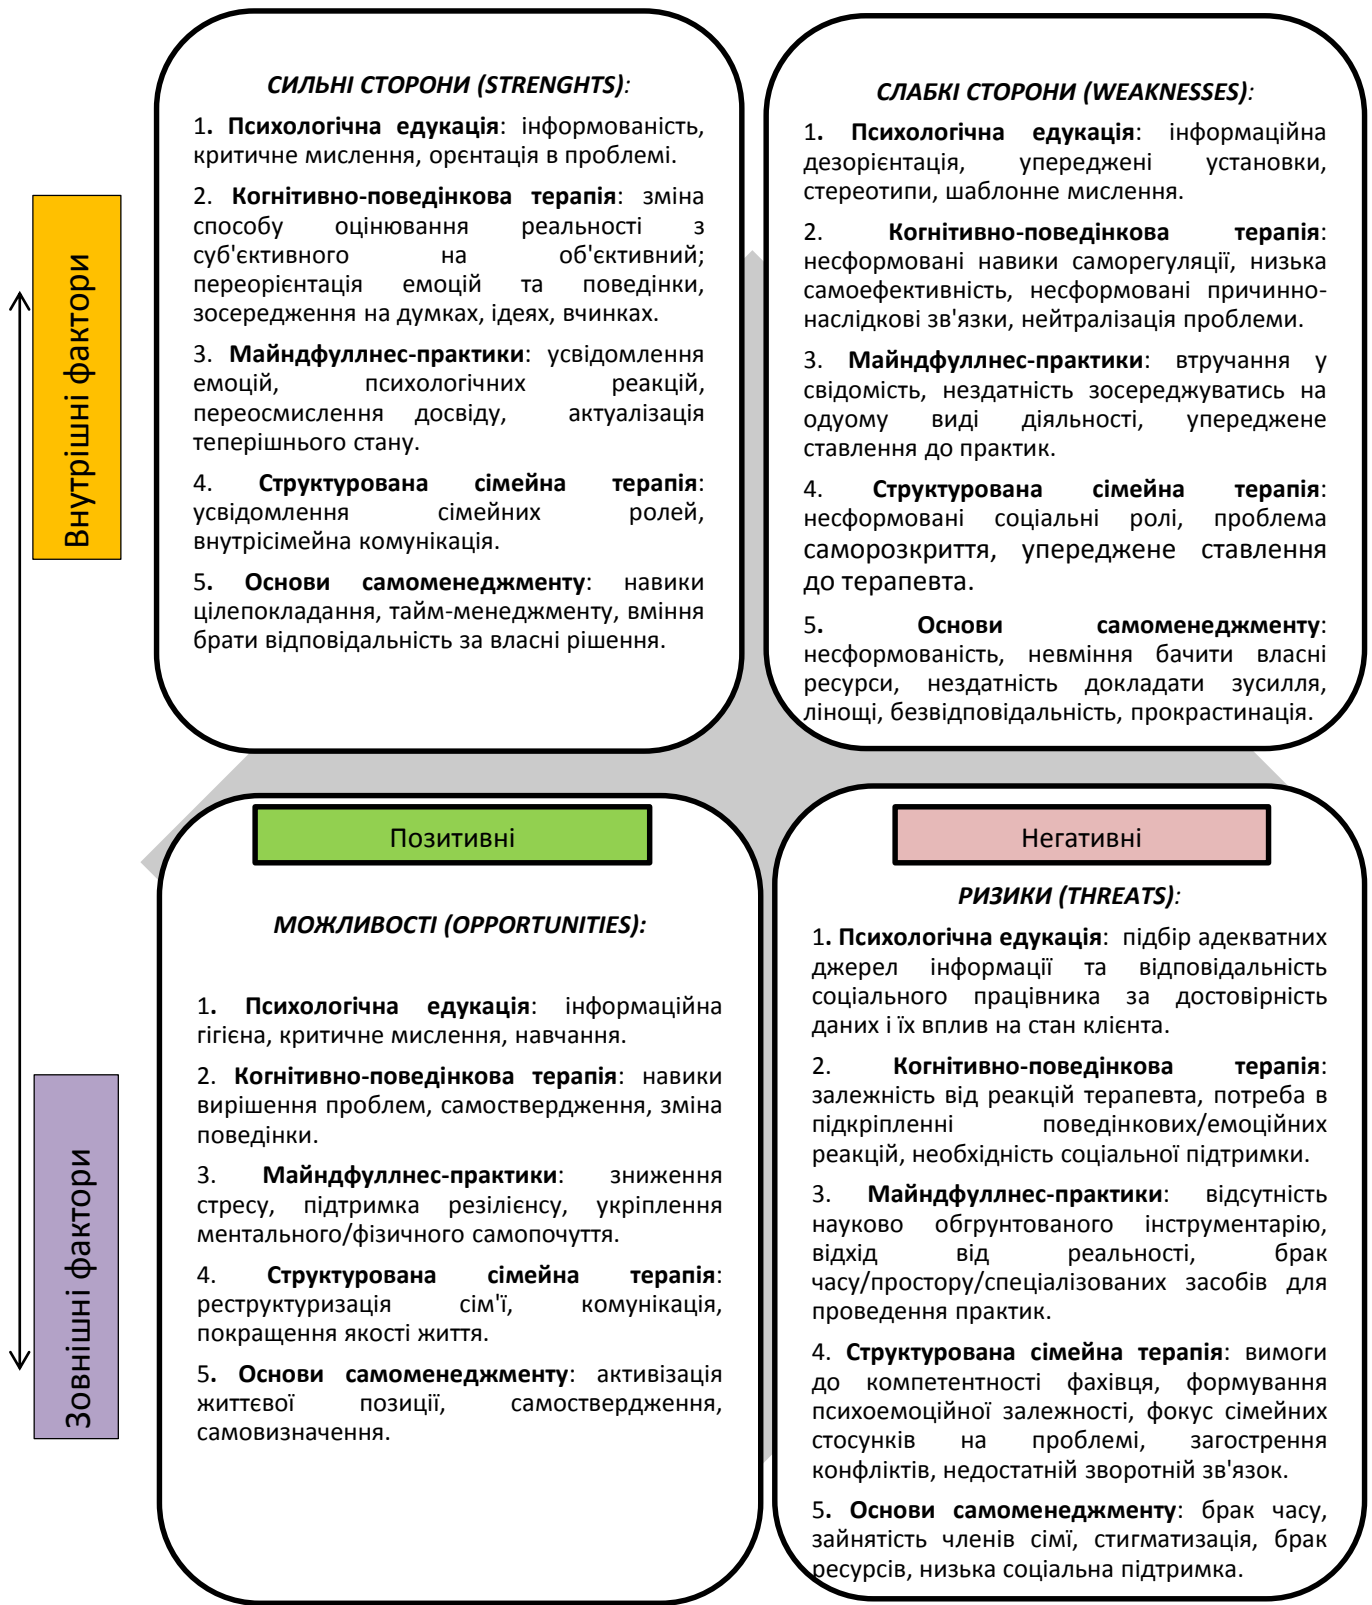 СИЛЬНІ СТОРОНИ (STRENGHTS):
1. Психологічна едукація: інформованість,
критичне мислення, орєнтація в проблемі.
2. Когнітивно-поведінкова терапія: зміна
способу оцінювання реальності з
суб'єктивного на об'єктивний;
переорієнтація емоцій та поведінки,
зосередження на думках, ідеях, вчинках.
3. Майндфуллнес-практики: усвідомлення
емоцій, психологічних реакцій,
переосмислення досвіду, актуалізація
теперішнього стану.
4. Структурована сімейна терапія:
усвідомлення сімейних ролей,
внутрісімейна комунікація.
5. Основи самоменеджменту: навики
цілепокладання, тайм-менеджменту, вміння
брати відповідальність за власні рішення.
СЛАБКІ СТОРОНИ (WEAKNESSES):
1. Психологічна едукація: інформаційна
дезорієнтація, упереджені установки,
стереотипи, шаблонне мислення.
2. Когнітивно-поведінкова терапія:
несформовані навики саморегуляції, низька
самоефективність, несформовані причинно-
наслідкові зв'язки, нейтралізація проблеми.
3. Майндфуллнес-практики: втручання у
свідомість, нездатність зосереджуватись на
одуому виді діяльності, упереджене
ставлення до практик.
4. Структурована сімейна терапія:
несформовані соціальні ролі, проблема
саморозкриття, упереджене ставлення
до терапевта.
5. Основи самоменеджменту:
несформованість, невміння бачити власні
ресурси, нездатність докладати зусилля,
лінощі, безвідповідальність, прокрастинація.
Внутрішні фактори
Позитивні
МОЖЛИВОСТІ (OPPORTUNITIES):
1. Психологічна едукація: інформаційна
гігієна, критичне мислення, навчання.
2. Когнітивно-поведінкова терапія: навики
вирішення проблем, самоствердження, зміна
поведінки.
3. Майндфуллнес-практики: зниження
стресу, підтримка резілієнсу, укріплення
ментального/фізичного самопочуття.
4. Структурована сімейна терапія:
реструктуризація сім'ї, комунікація,
покращення якості життя.
5. Основи самоменеджменту: активізація
життєвої позиції, самоствердження,
самовизначення.
Негативні
РИЗИКИ (THREATS):
1. Психологічна едукація: підбір адекватних
джерел інформації та відповідальність
соціального працівника за достовірність
даних і їх вплив на стан клієнта.
2. Когнітивно-поведінкова терапія:
залежність від реакцій терапевта, потреба в
підкріпленні поведінкових/емоційних
реакцій, необхідність соціальної підтримки.
3. Майндфуллнес-практики: відсутність
науково обгрунтованого інструментарію,
відхід від реальності, брак
часу/простору/спеціалізованих засобів для
проведення практик.
4. Структурована сімейна терапія: вимоги
до компетентності фахівця, формування
психоемоційної залежності, фокус сімейних
стосунків на проблемі, загострення
конфліктів, недостатній зворотній зв'язок.
5. Основи самоменеджменту: брак часу,
зайнятість членів сімї, стигматизація, брак
ресурсів, низька соціальна підтримка.
Зовнішні фактори